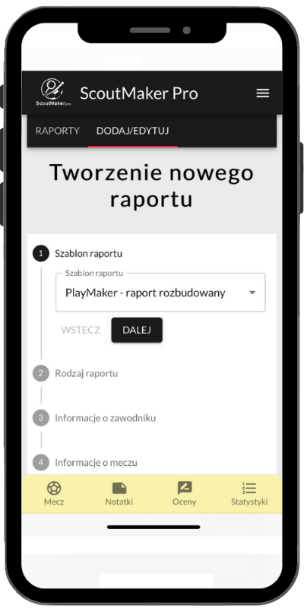 ScoutMaker Pro
ScoutMaker Pro
RAPORTY DODAJ/EDYTUJ
Tworzenie nowego
raportu
1 Szablon raportu
Szablon raportu
PlayMaker - raport rozbudowany
WSTECZ DALEJ
2 Rodzaj raportu
3 Informacje o zawodniku
4 Informacje o meczu
Mecz Notatki Oceny Statystyki